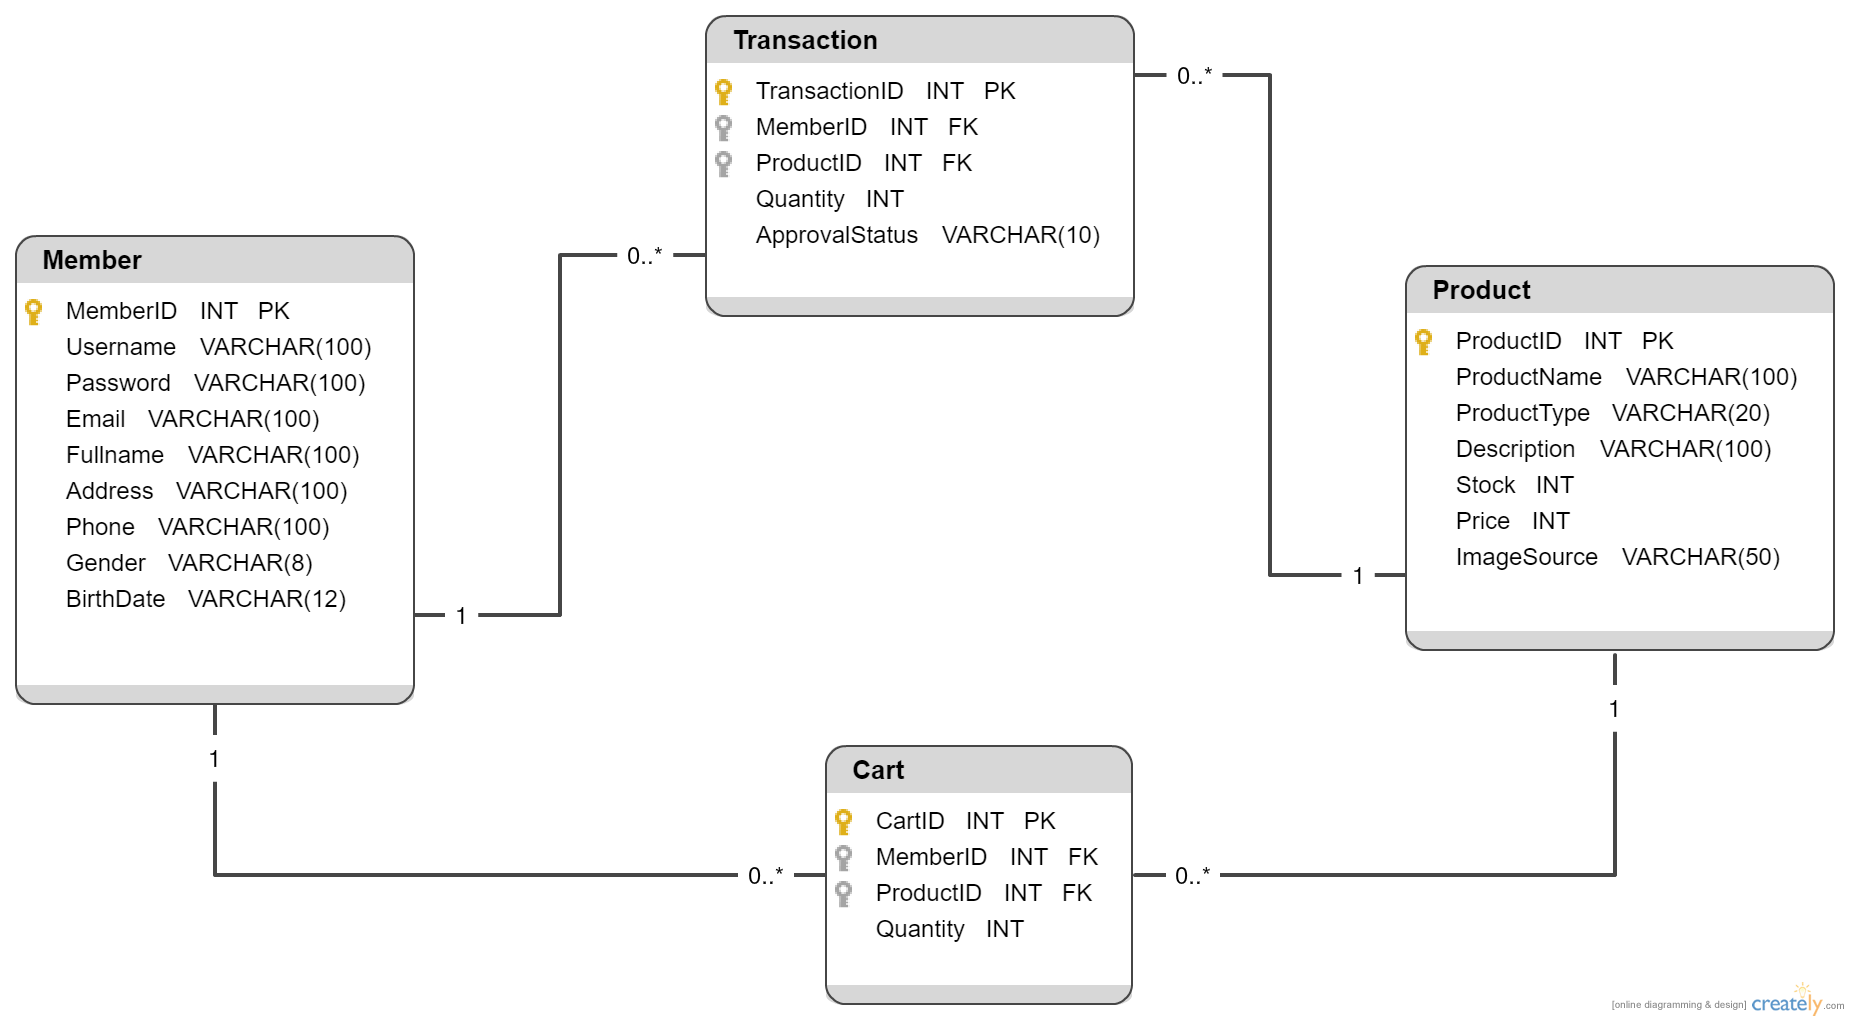 Transaction
TransactionID INT PK
MemberID INT FK
ProductID INT FK
Quantity INT
ApprovalStatus VARCHAR(10)
0..*
0..*
Member
MemberID INT PK
Username VARCHAR(100)
Password VARCHAR(100)
Email VARCHAR(100)
Fullname VARCHAR(100)
Address VARCHAR(100)
Phone VARCHAR(100)
Gender VARCHAR(8)
BirthDate VARCHAR(12)
1
1
Product
ProductID INT PK
ProductName VARCHAR(100)
ProductType VARCHAR(20)
Description VARCHAR(100)
Stock INT
Price INT
ImageSource VARCHAR(50)
1
1
Cart
CartID INT PK
MemberID INT FK
ProductID INT FK
Quantity INT
0..*
0..*
[online diagramming & design] creately.com